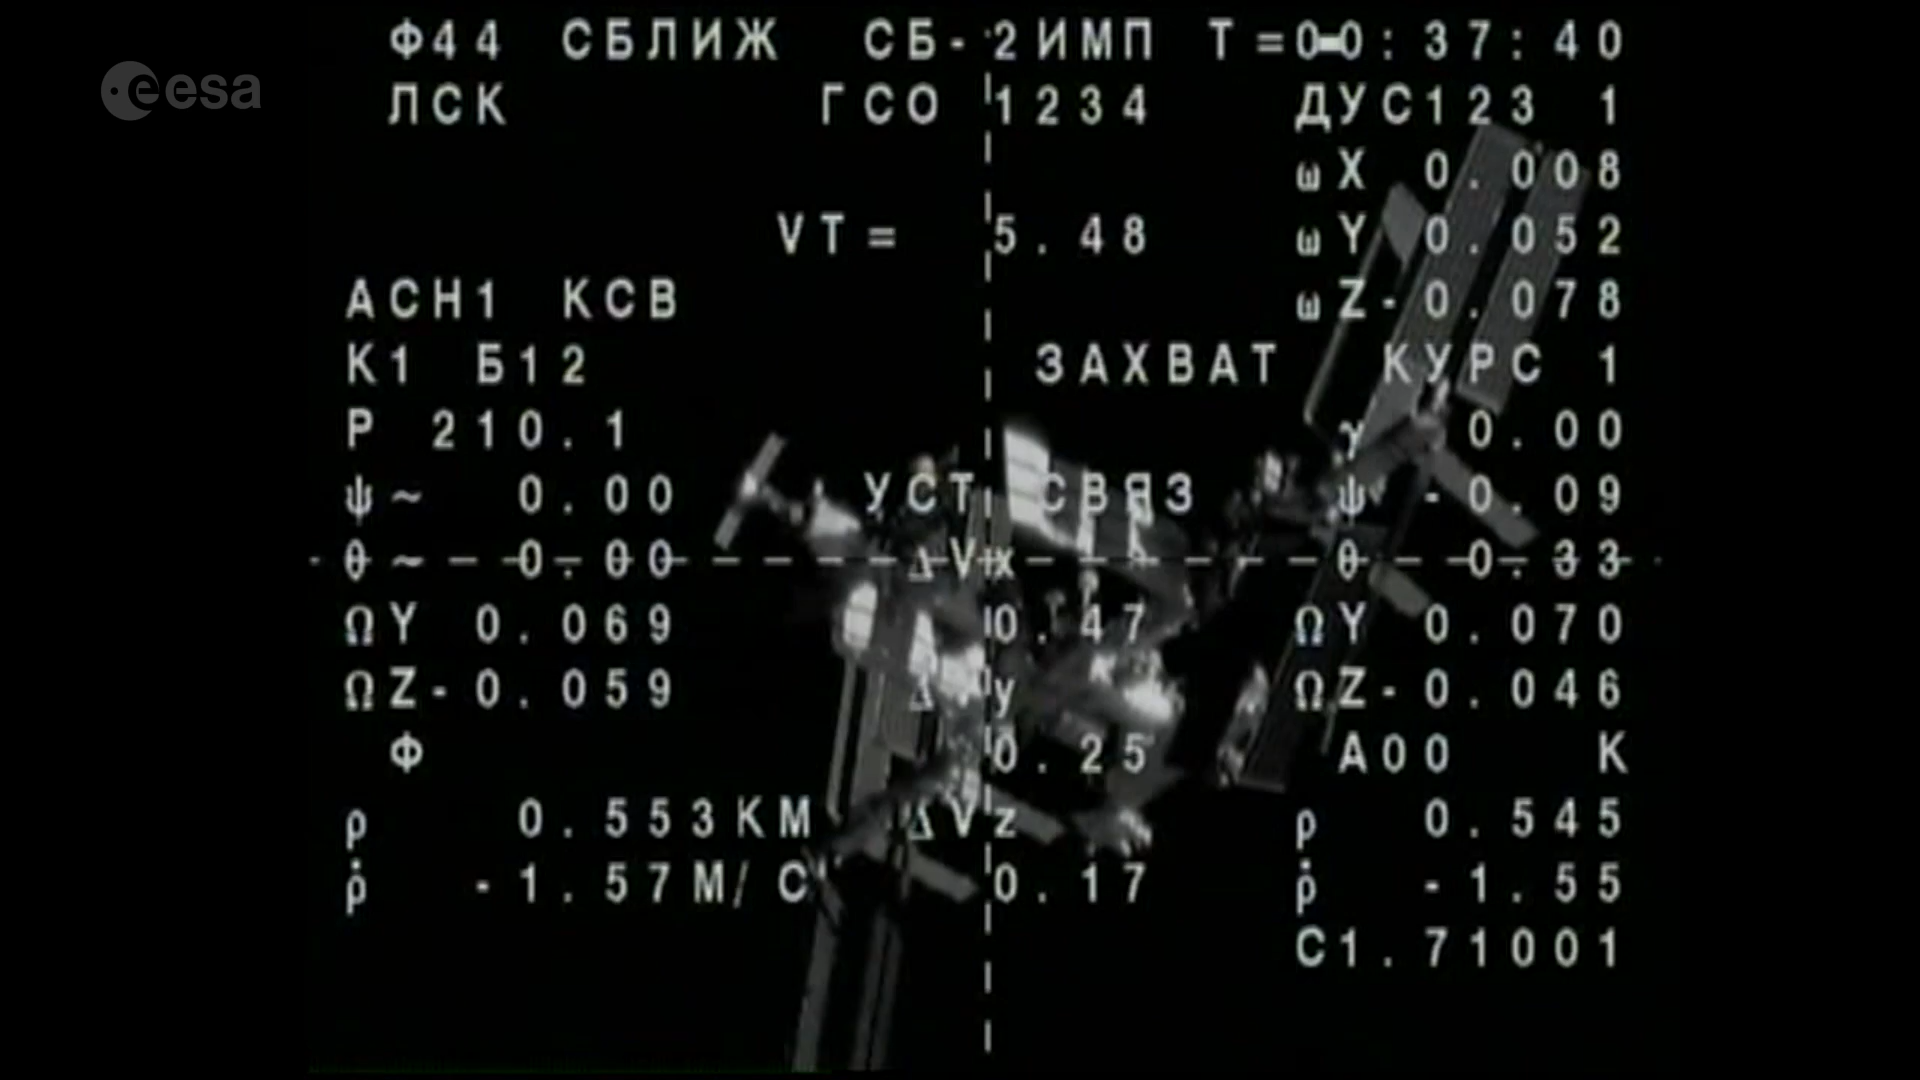 Ф44 СБЛИЖ СБ-2ИМП Т=00:37:40
esa
ЛСК ГСО 1234 ДУС123 1
ωX 0.008
VT= 5.48 ωY 0.052
ωZ-0.078
АСН1 КСВ
К1 Б12 ЗАХВАТ КУРС 1
Р 210.1 γ 0.00
ψ~ 0.00 УСТ СВЯЗ ψ -0.09
θ~ 0.00 ΔVx θ 0.33
ΩY 0.069 0.47 ΩY 0.070
ΩZ-0.059 ΔVy ΩZ-0.046
Ф 0.25 А00 К
ρ 0.553КМ ΔVz ρ 0.545
ρ̇ -1.57М/С 0.17 ρ̇ -1.55
С1.71001